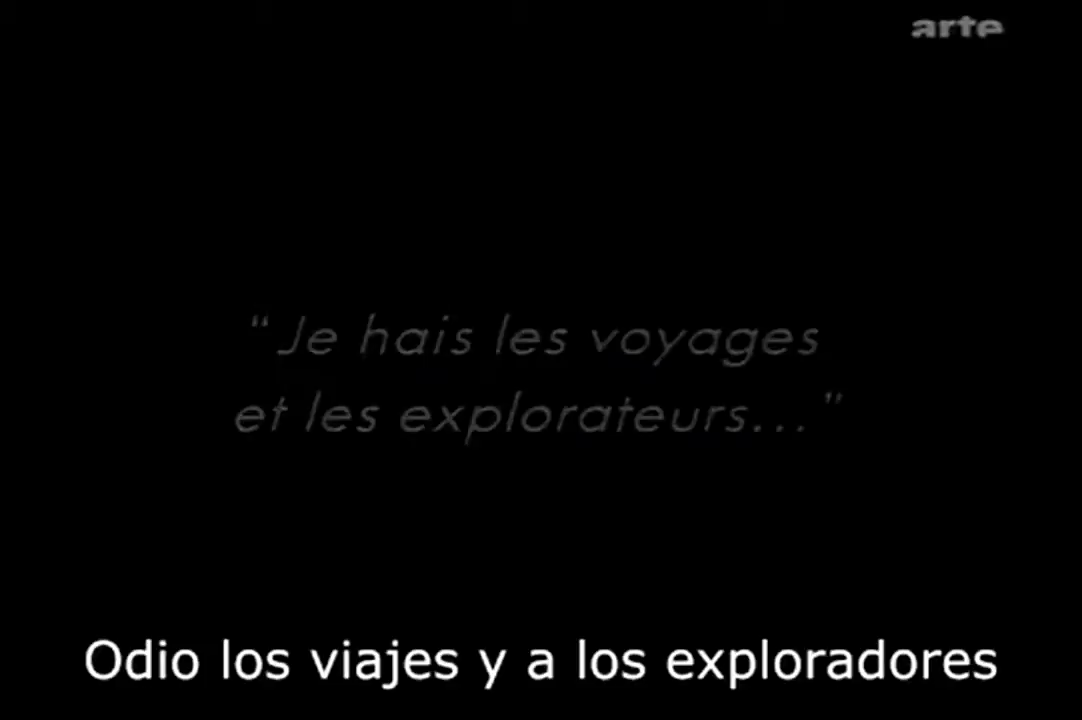 arte
"Je hais les voyages
et les explorateurs..."
Odio los viajes y a los exploradores